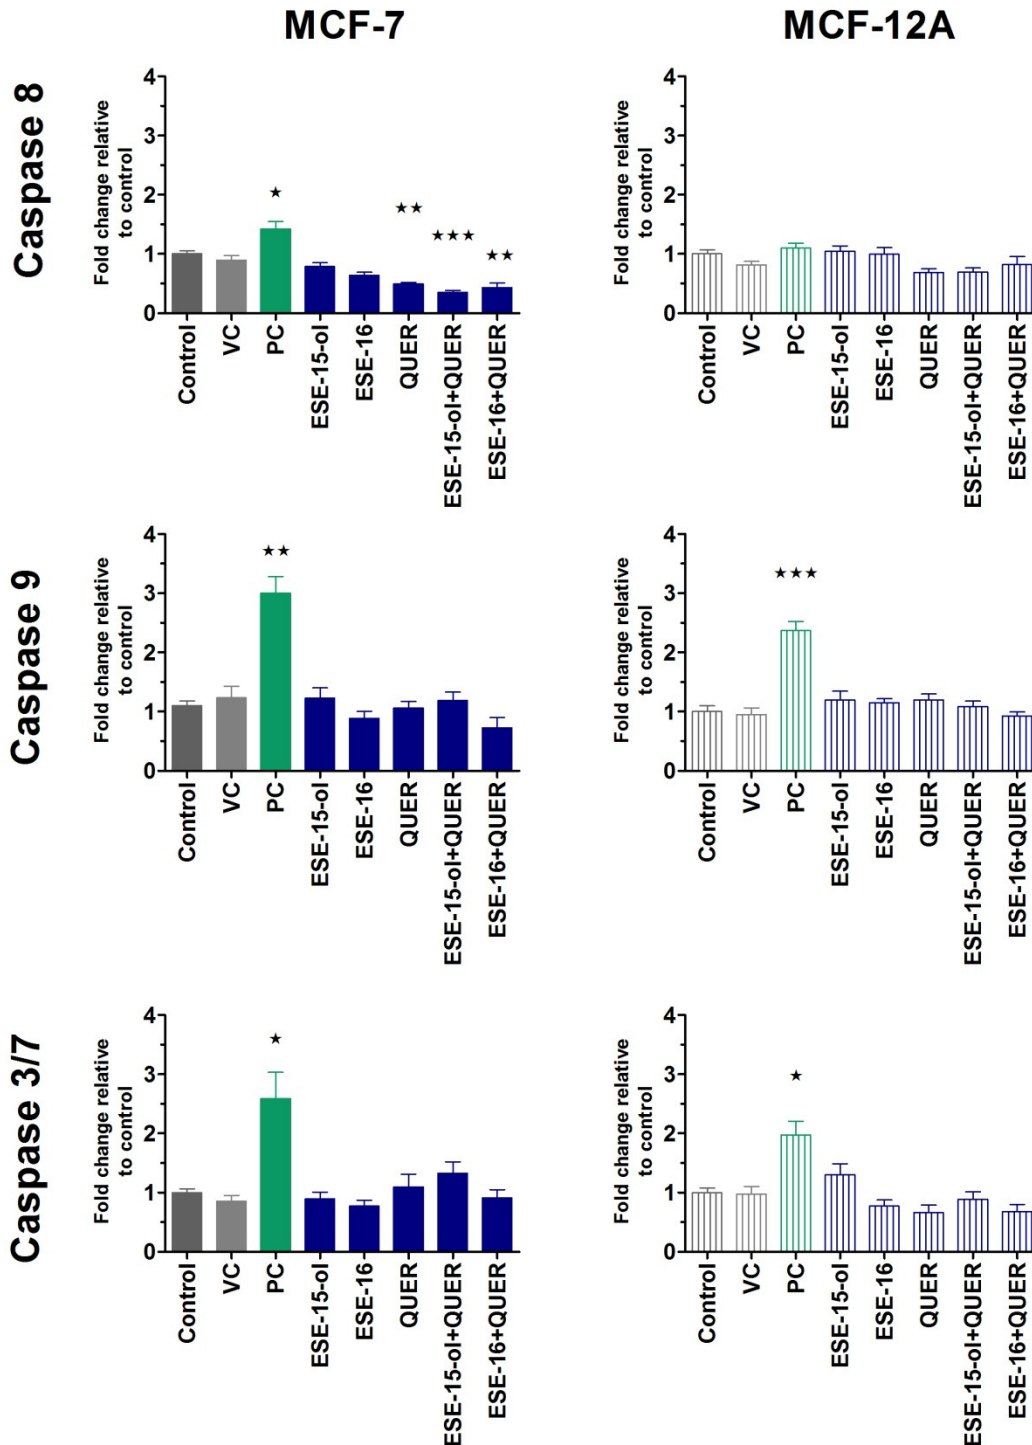 MCF-7
MCF-12A
Caspase 8
Fold change relative
to control
4
3
2
1
0
★
★★
★★★
★★
Control
VC
PC
ESE-15-ol
ESE-16
QUER
ESE-15-ol+QUER
ESE-16+QUER
Fold change relative
to control
4
3
2
1
0
Control
VC
PC
ESE-15-ol
ESE-16
QUER
ESE-15-ol+QUER
ESE-16+QUER
Caspase 9
Fold change relative
to control
4
3
2
1
0
★★
Control
VC
PC
ESE-15-ol
ESE-16
QUER
ESE-15-ol+QUER
ESE-16+QUER
Fold change relative
to control
4
3
2
1
0
★★★
Control
VC
PC
ESE-15-ol
ESE-16
QUER
ESE-15-ol+QUER
ESE-16+QUER
Caspase 3/7
Fold change relative
to control
4
3
2
1
0
★
Control
VC
PC
ESE-15-ol
ESE-16
QUER
ESE-15-ol+QUER
ESE-16+QUER
Fold change relative
to control
4
3
2
1
0
★
Control
VC
PC
ESE-15-ol
ESE-16
QUER
ESE-15-ol+QUER
ESE-16+QUER